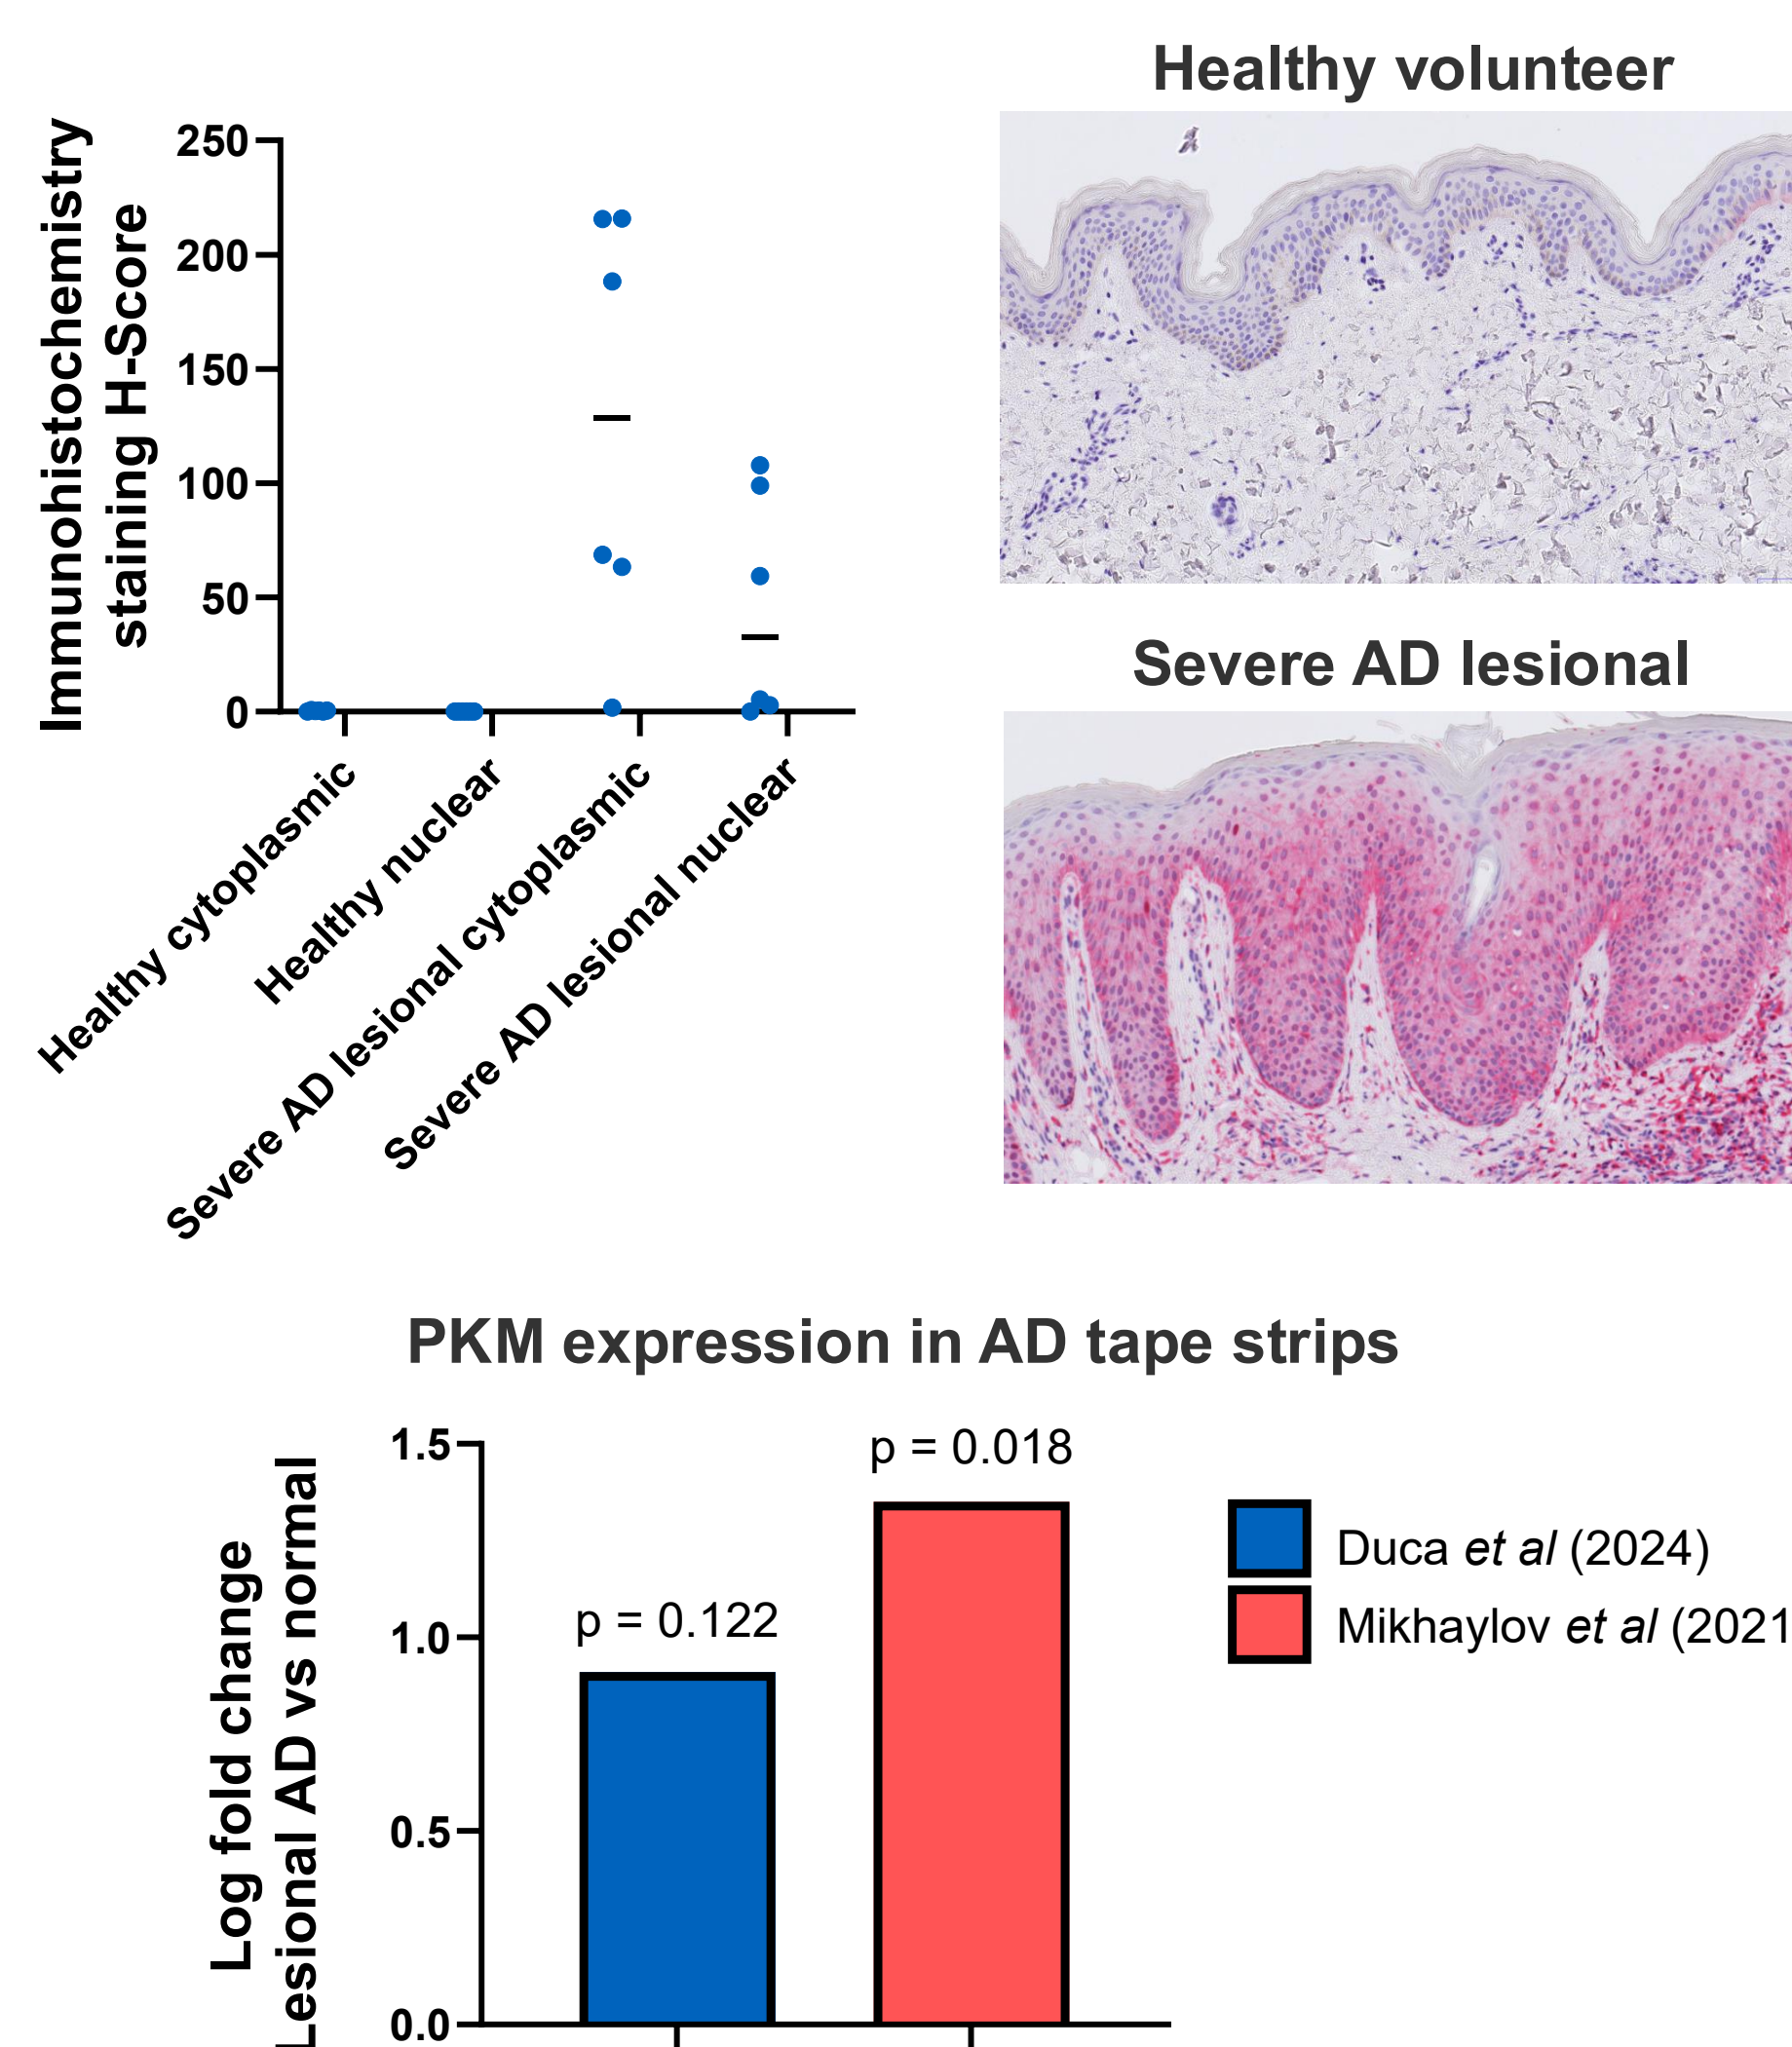 Healthy volunteer
Immunohistochemistry
staining H-Score
250
200
150
100
50
0
Healthy cytoplasmic
Healthy nuclear
Severe AD lesional cytoplasmic
Severe AD lesional nuclear
Severe AD lesional
PKM expression in AD tape strips
Log fold change
Lesional AD vs normal
1.5
1.0
0.5
0.0
p = 0.122
p = 0.018
Duca et al (2024)
Mikhaylov et al (2021